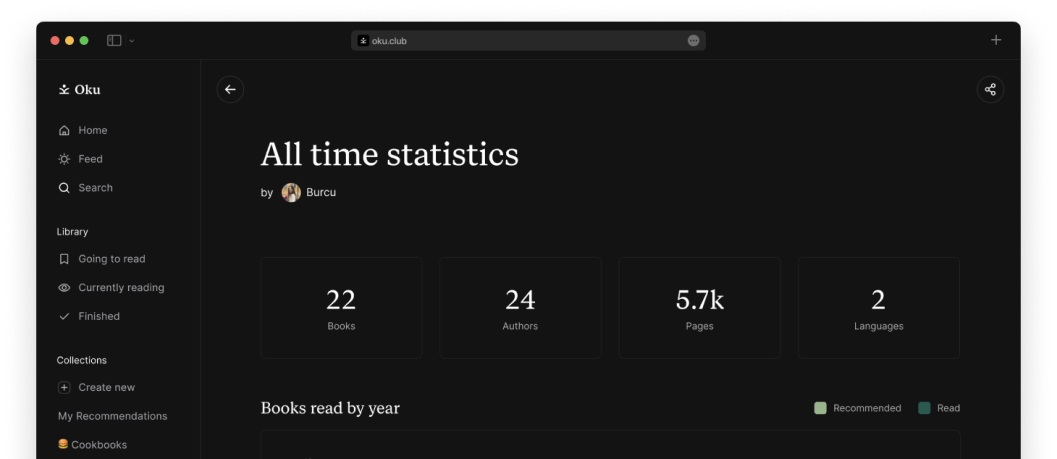 oku.club
Oku
Home
Feed
Search
Library
Going to read
Currently reading
Finished
Collections
Create new
My Recommendations
Cookbooks
All time statistics
by Burcu
22
Books
24
Authors
5.7k
Pages
2
Languages
Books read by year
Recommended
Read